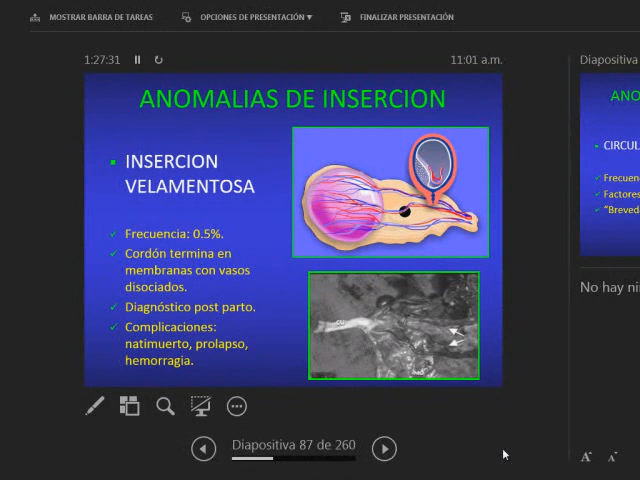 MOSTRAR BARRA DE TAREAS
OPCIONES DE PRESENTACIÓN ▼
FINALIZAR PRESENTACIÓN
1:27:31
11:01 a.m.
Diapositiva
ANOMALIAS DE INSERCION
INSERCION
VELAMENTOSA
Frecuencia: 0.5%.
Cordón termina en
membranas con vasos
disociados.
Diagnóstico post parto.
Complicaciones:
natimuerto, prolapso,
hemorragia.
ANO
CIRCUL
Frecuen
Factores
"Breveda
No hay nin
Diapositiva 87 de 260
A A